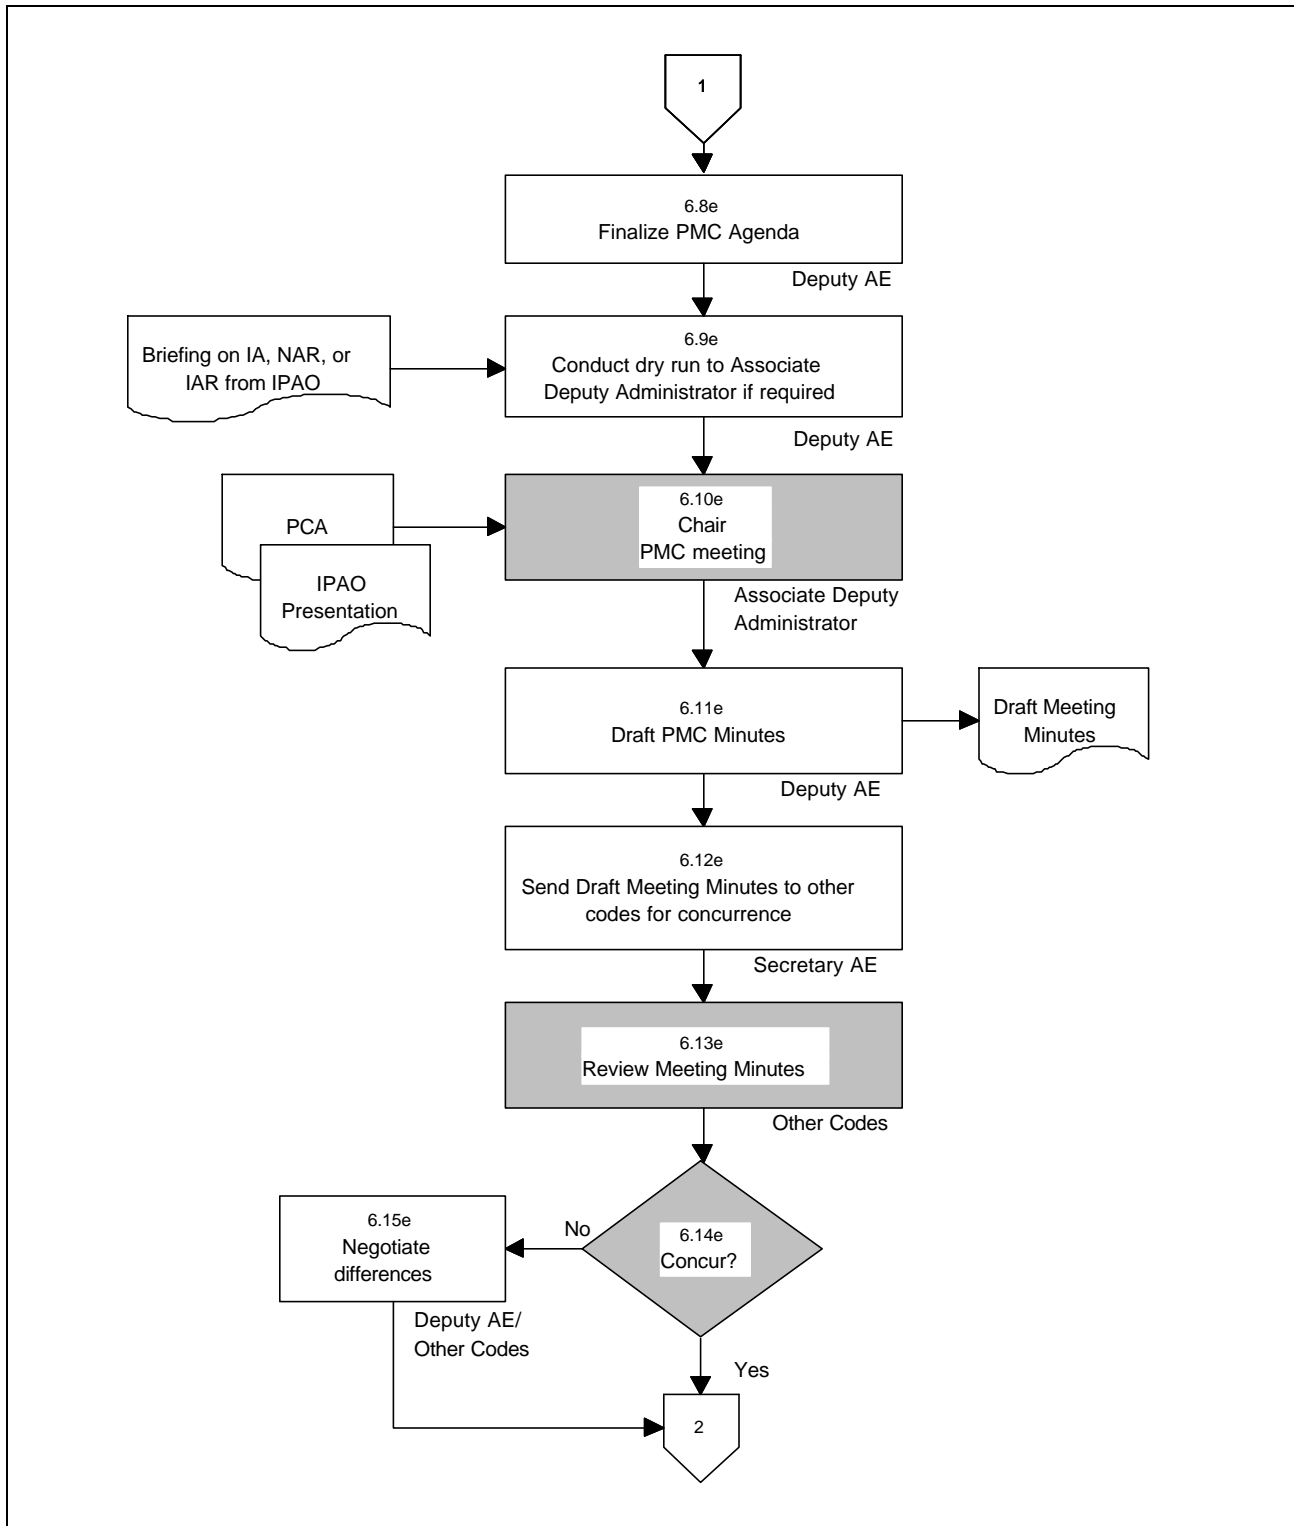 1
6.8e
Finalize PMC Agenda
Deputy AE
Briefing on IA, NAR, or
IAR from IPAO
6.9e
Conduct dry run to Associate
Deputy Administrator if required
Deputy AE
PCA
IPAO
Presentation
6.10e
Chair
PMC meeting
Associate Deputy
Administrator
6.11e
Draft PMC Minutes
Deputy AE
Draft Meeting
Minutes
6.12e
Send Draft Meeting Minutes to other
codes for concurrence
Secretary AE
6.13e
Review Meeting Minutes
Other Codes
6.14e
Concur?
No
6.15e
Negotiate
differences
Deputy AE/
Other Codes
Yes
2